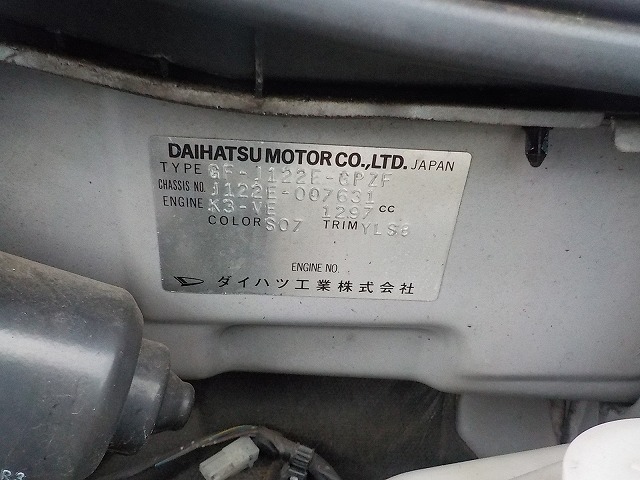 DAIHATSU MOTOR CO.,LTD. JAPAN
TYPE GF-J122E-GPZF
CHASSIS NO. J122E-007631
ENGINE K3-VE 1297 CC
COLOR S07 TRIM YLS8
ENGINE NO.
ダイハツ工業株式会社
R3